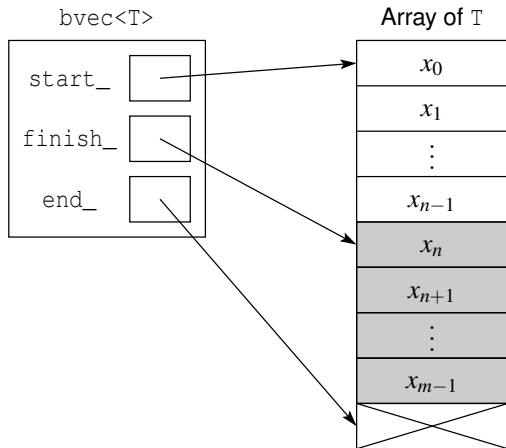 bvec<T>
start_
finish_
end_
Array of T
x₀
x₁
⋮
xₙ₋₁
xₙ
xₙ₊₁
⋮
xₘ₋₁